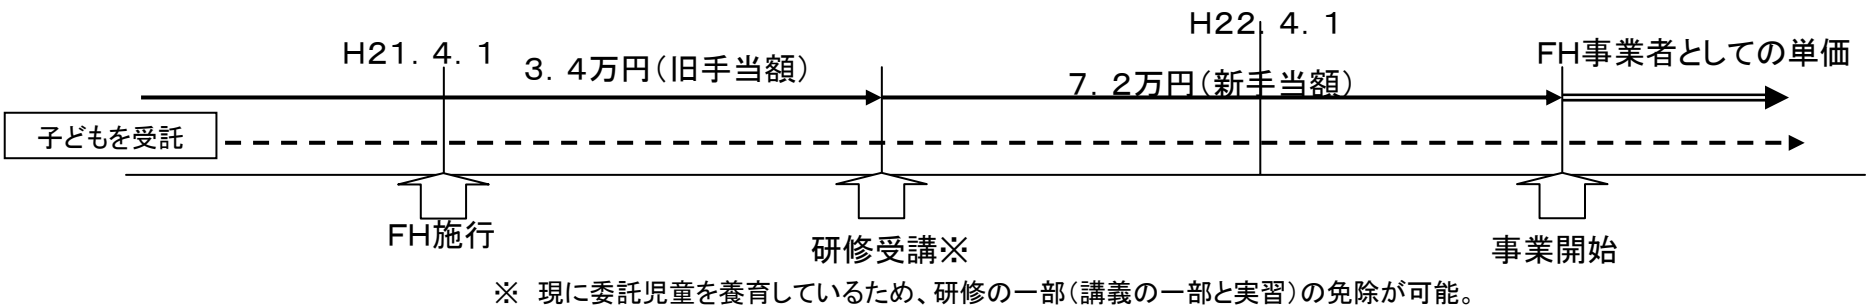 H22．4．1
H21．4．1
3．4万円（旧手当額）
7．2万円（新手当額）
FH事業者としての単価
子どもを受託
FH施行
研修受講※
事業開始
※　現に委託児童を養育しているため、研修の一部（講義の一部と実習）の免除が可能。